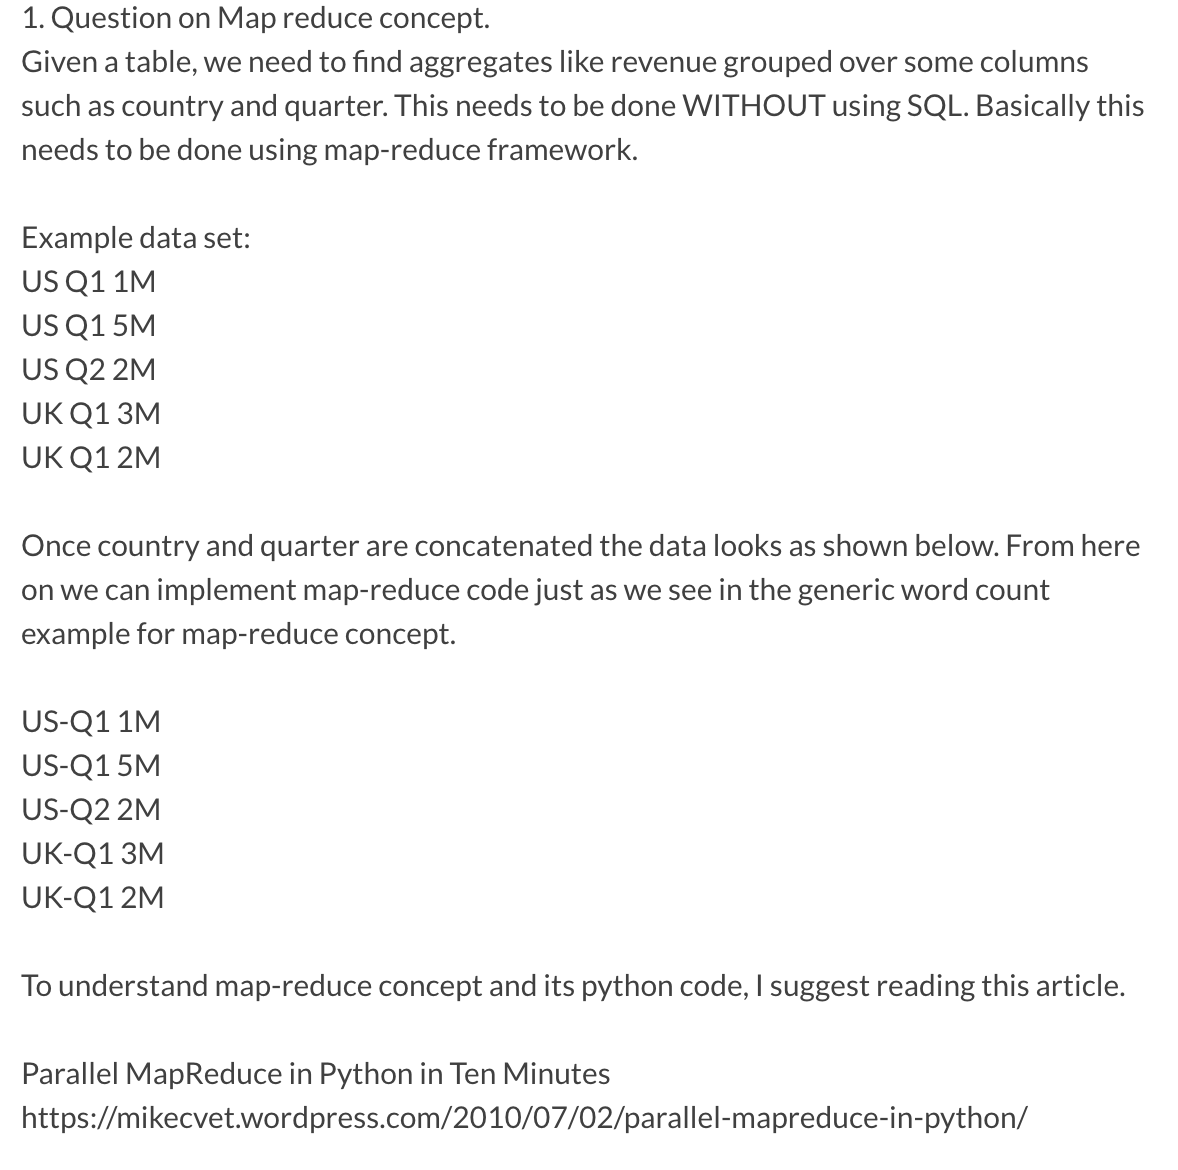 1. Question on Map reduce concept.
Given a table, we need to find aggregates like revenue grouped over some columns
such as country and quarter. This needs to be done WITHOUT using SQL. Basically this
needs to be done using map-reduce framework.
Example data set:
US Q1 1M
US Q1 5M
US Q2 2M
UK Q1 3M
UK Q1 2M
Once country and quarter are concatenated the data looks as shown below. From here
on we can implement map-reduce code just as we see in the generic word count
example for map-reduce concept.
US-Q1 1M
US-Q1 5M
US-Q2 2M
UK-Q1 3M
UK-Q1 2M
To understand map-reduce concept and its python code, I suggest reading this article.
Parallel MapReduce in Python in Ten Minutes
https://mikecvet.wordpress.com/2010/07/02/parallel-mapreduce-in-python/